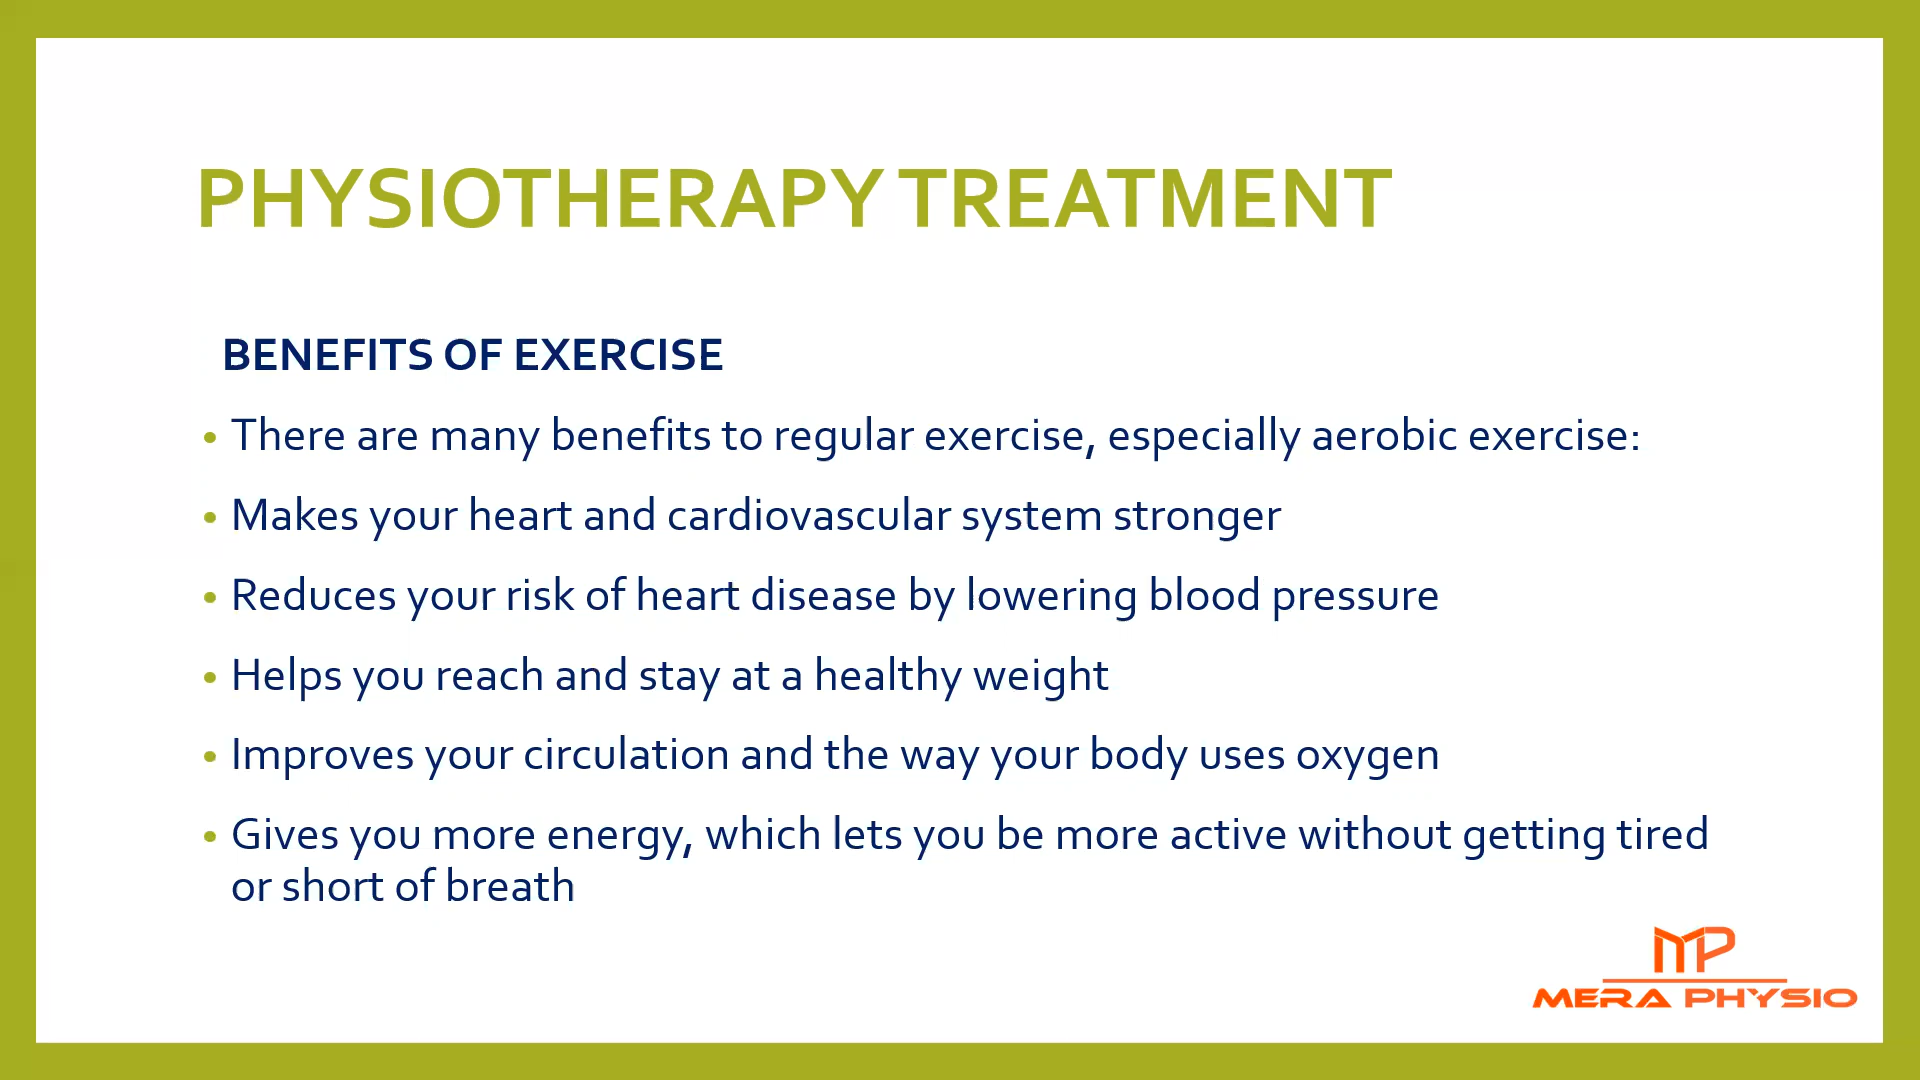 PHYSIOTHERAPY TREATMENT
BENEFITS OF EXERCISE
• There are many benefits to regular exercise, especially aerobic exercise:
• Makes your heart and cardiovascular system stronger
• Reduces your risk of heart disease by lowering blood pressure
• Helps you reach and stay at a healthy weight
• Improves your circulation and the way your body uses oxygen
• Gives you more energy, which lets you be more active without getting tired
or short of breath
MP
MERA PHYSIO